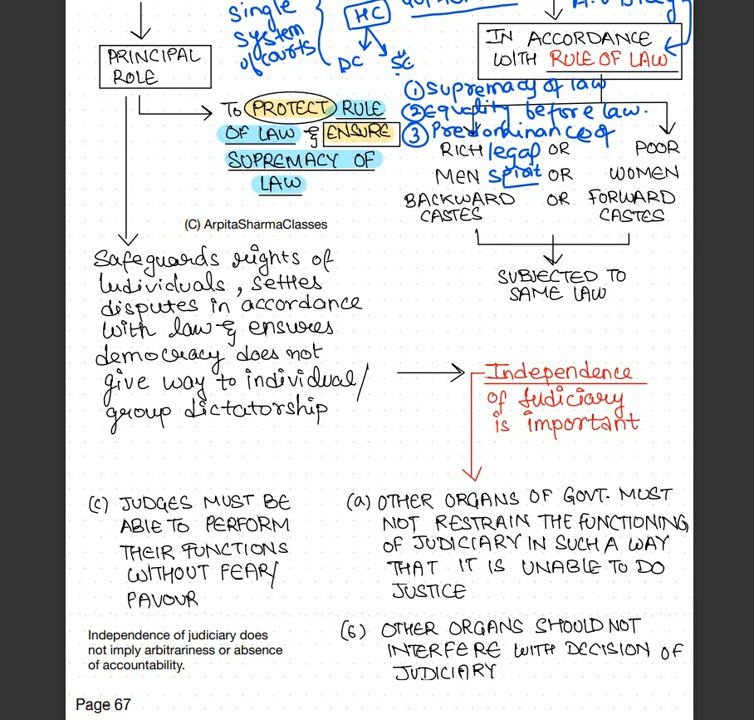 Single
System
of courts
HC
DC
SC
PRINCIPAL
ROLE
TO PROTECT RULE
OF LAW & ENSURE
SUPREMACY OF
LAW
(C) ArpitaSharmaClasses
IN ACCORDANCE
WITH RULE OF LAW
① Supremacy of law
② Equality before law.
③ Predominance of
legal
spirit
RICH OR POOR
MEN OR WOMEN
BACKWARD OR FORWARD
CASTES CASTES
SUBJECTED TO
SAME LAW
Safeguards rights of
Individuals, settles
disputes in accordance
with law & ensures
democracy does not
give way to individual/
group dictatorship
Independence
of Judiciary
is important
(a) OTHER ORGANS OF GOVT. MUST
NOT RESTRAIN THE FUNCTIONING
OF JUDICIARY IN SUCH A WAY
THAT IT IS UNABLE TO DO
JUSTICE
(b) OTHER ORGANS SHOULD NOT
INTERFERE WITH DECISION OF
JUDICIARY
(c) JUDGES MUST BE
ABLE TO PERFORM
THEIR FUNCTIONS
WITHOUT FEAR/
FAVOUR
Independence of judiciary does
not imply arbitrariness or absence
of accountability.
Page 67